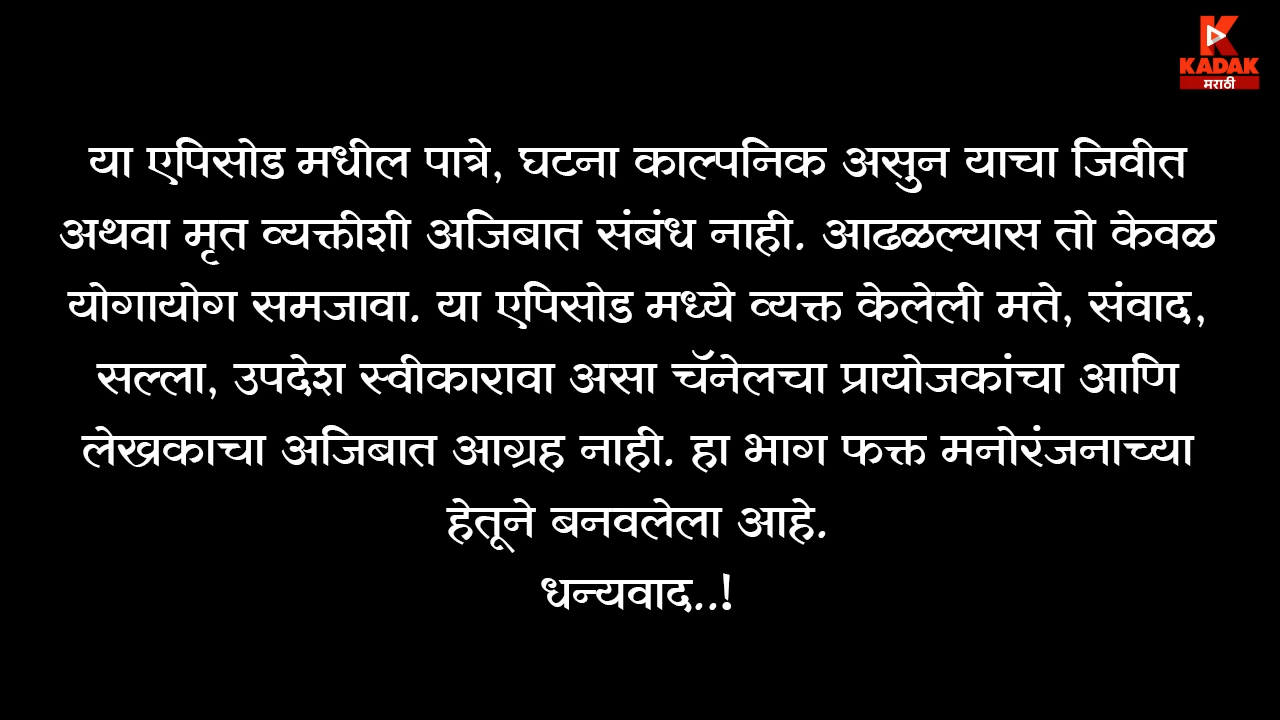 KADAK
मराठी
या एपिसोड मधील पात्रे, घटना काल्पनिक असुन याचा जिवीत
अथवा मृत व्यक्तीशी अजिबात संबंध नाही. आढळल्यास तो केवळ
योगायोग समजावा. या एपिसोड मध्ये व्यक्त केलेली मते, संवाद,
सल्ला, उपदेश स्वीकारावा असा चॅनेलचा प्रायोजकांचा आणि
लेखकाचा अजिबात आग्रह नाही. हा भाग फक्त मनोरंजनाच्या
हेतूने बनवलेला आहे.
धन्यवाद..!